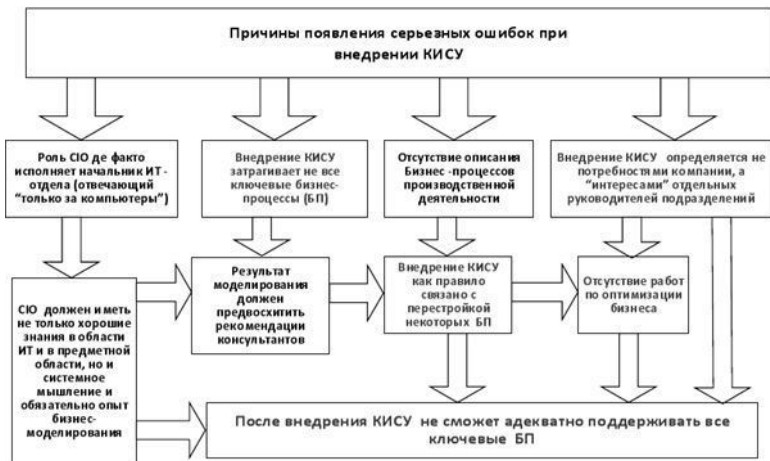 Причины появления серьезных ошибок при
внедрении КИСУ
Роль CIO де факто
исполняет начальник ИТ -
отдела (отвечающий
“только за компьютеры”)
Внедрение КИСУ
затрагивает не все
ключевые бизнес-
процессы (БП)
Отсутствие описания
Бизнес -процессов
производственной
деятельности
Внедрение КИСУ определяется не
потребностями компании, а
“интересами” отдельных
руководителей подразделений
CIO должен иметь
не только хорошие
знания в области
ИТ и в предметной
области, но и
системное
мышление и
обязательно опыт
бизнес-
моделирования
Результат
моделирования
должен
предвосхитить
рекомендации
консультантов
Внедрение КИСУ
как правило
связано с
перестройкой
некоторых БП
Отсутствие работ
по оптимизации
бизнеса
После внедрения КИСУ не сможет адекватно поддерживать все
ключевые БП